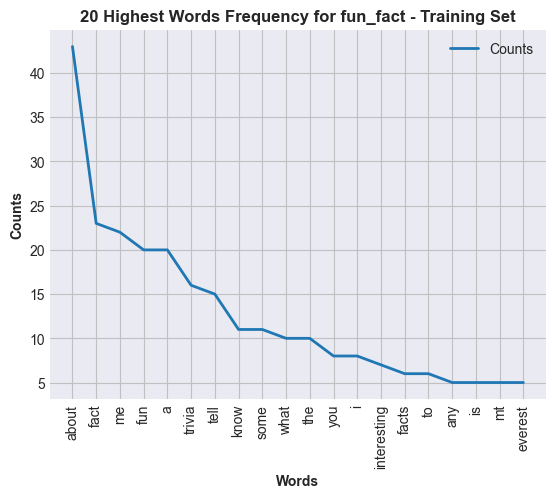 20 Highest Words Frequency for fun_fact - Training Set
Counts
Counts
40
35
30
25
20
15
10
5
about
fact
me
fun
a
trivia
tell
know
some
what
the
you
i
interesting
facts
to
any
is
mt
everest
Words